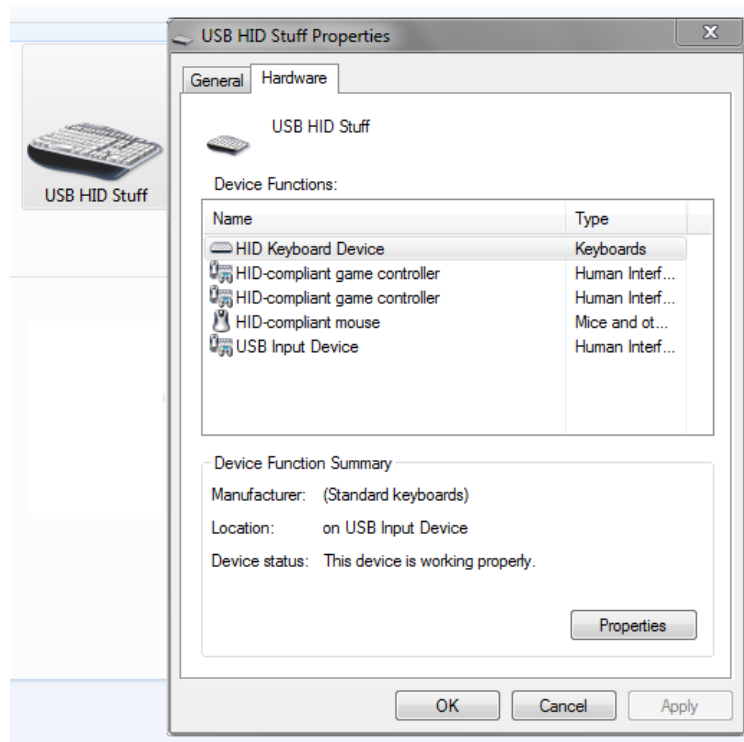 USB HID Stuff Properties
X
General Hardware
USB HID Stuff
USB HID Stuff
Device Functions:
Name Type
HID Keyboard Device Keyboards
HID-compliant game controller Human Interf...
HID-compliant game controller Human Interf...
HID-compliant mouse Mice and ot...
USB Input Device Human Interf...
Device Function Summary
Manufacturer: (Standard keyboards)
Location: on USB Input Device
Device status: This device is working properly.
Properties
OK Cancel Apply